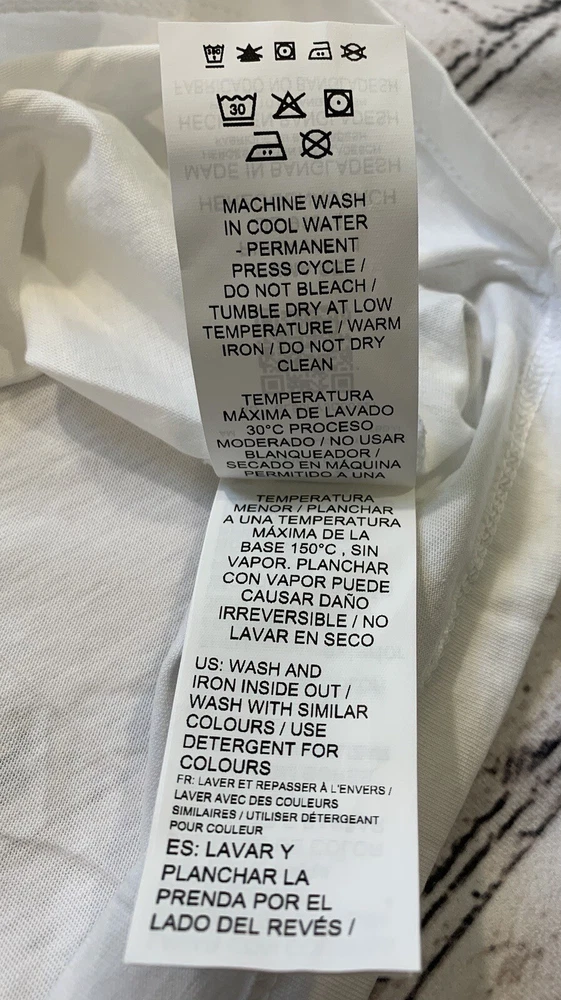 30
30
MACHINE WASH
IN COOL WATER
- PERMANENT
PRESS CYCLE /
DO NOT BLEACH /
TUMBLE DRY AT LOW
TEMPERATURE / WARM
IRON / DO NOT DRY
CLEAN
TEMPERATURA
MÁXIMA DE LAVADO
30°C PROCESO
MODERADO / NO USAR
BLANQUEADOR /
SECADO EN MÁQUINA
PERMITIDO A UNA
TEMPERATURA
MENOR / PLANCHAR
A UNA TEMPERATURA
MÁXIMA DE LA
BASE 150°C , SIN
VAPOR. PLANCHAR
CON VAPOR PUEDE
CAUSAR DAÑO
IRREVERSIBLE / NO
LAVAR EN SECO
US: WASH AND
IRON INSIDE OUT /
WASH WITH SIMILAR
COLOURS / USE
DETERGENT FOR
COLOURS
FR: LAVER ET REPASSER À L'ENVERS /
LAVER AVEC DES COULEURS
SIMILAIRES / UTILISER DÉTERGEANT
POUR COULEUR
ES: LAVAR Y
PLANCHAR LA
PRENDA POR EL
LADO DEL REVÉS /